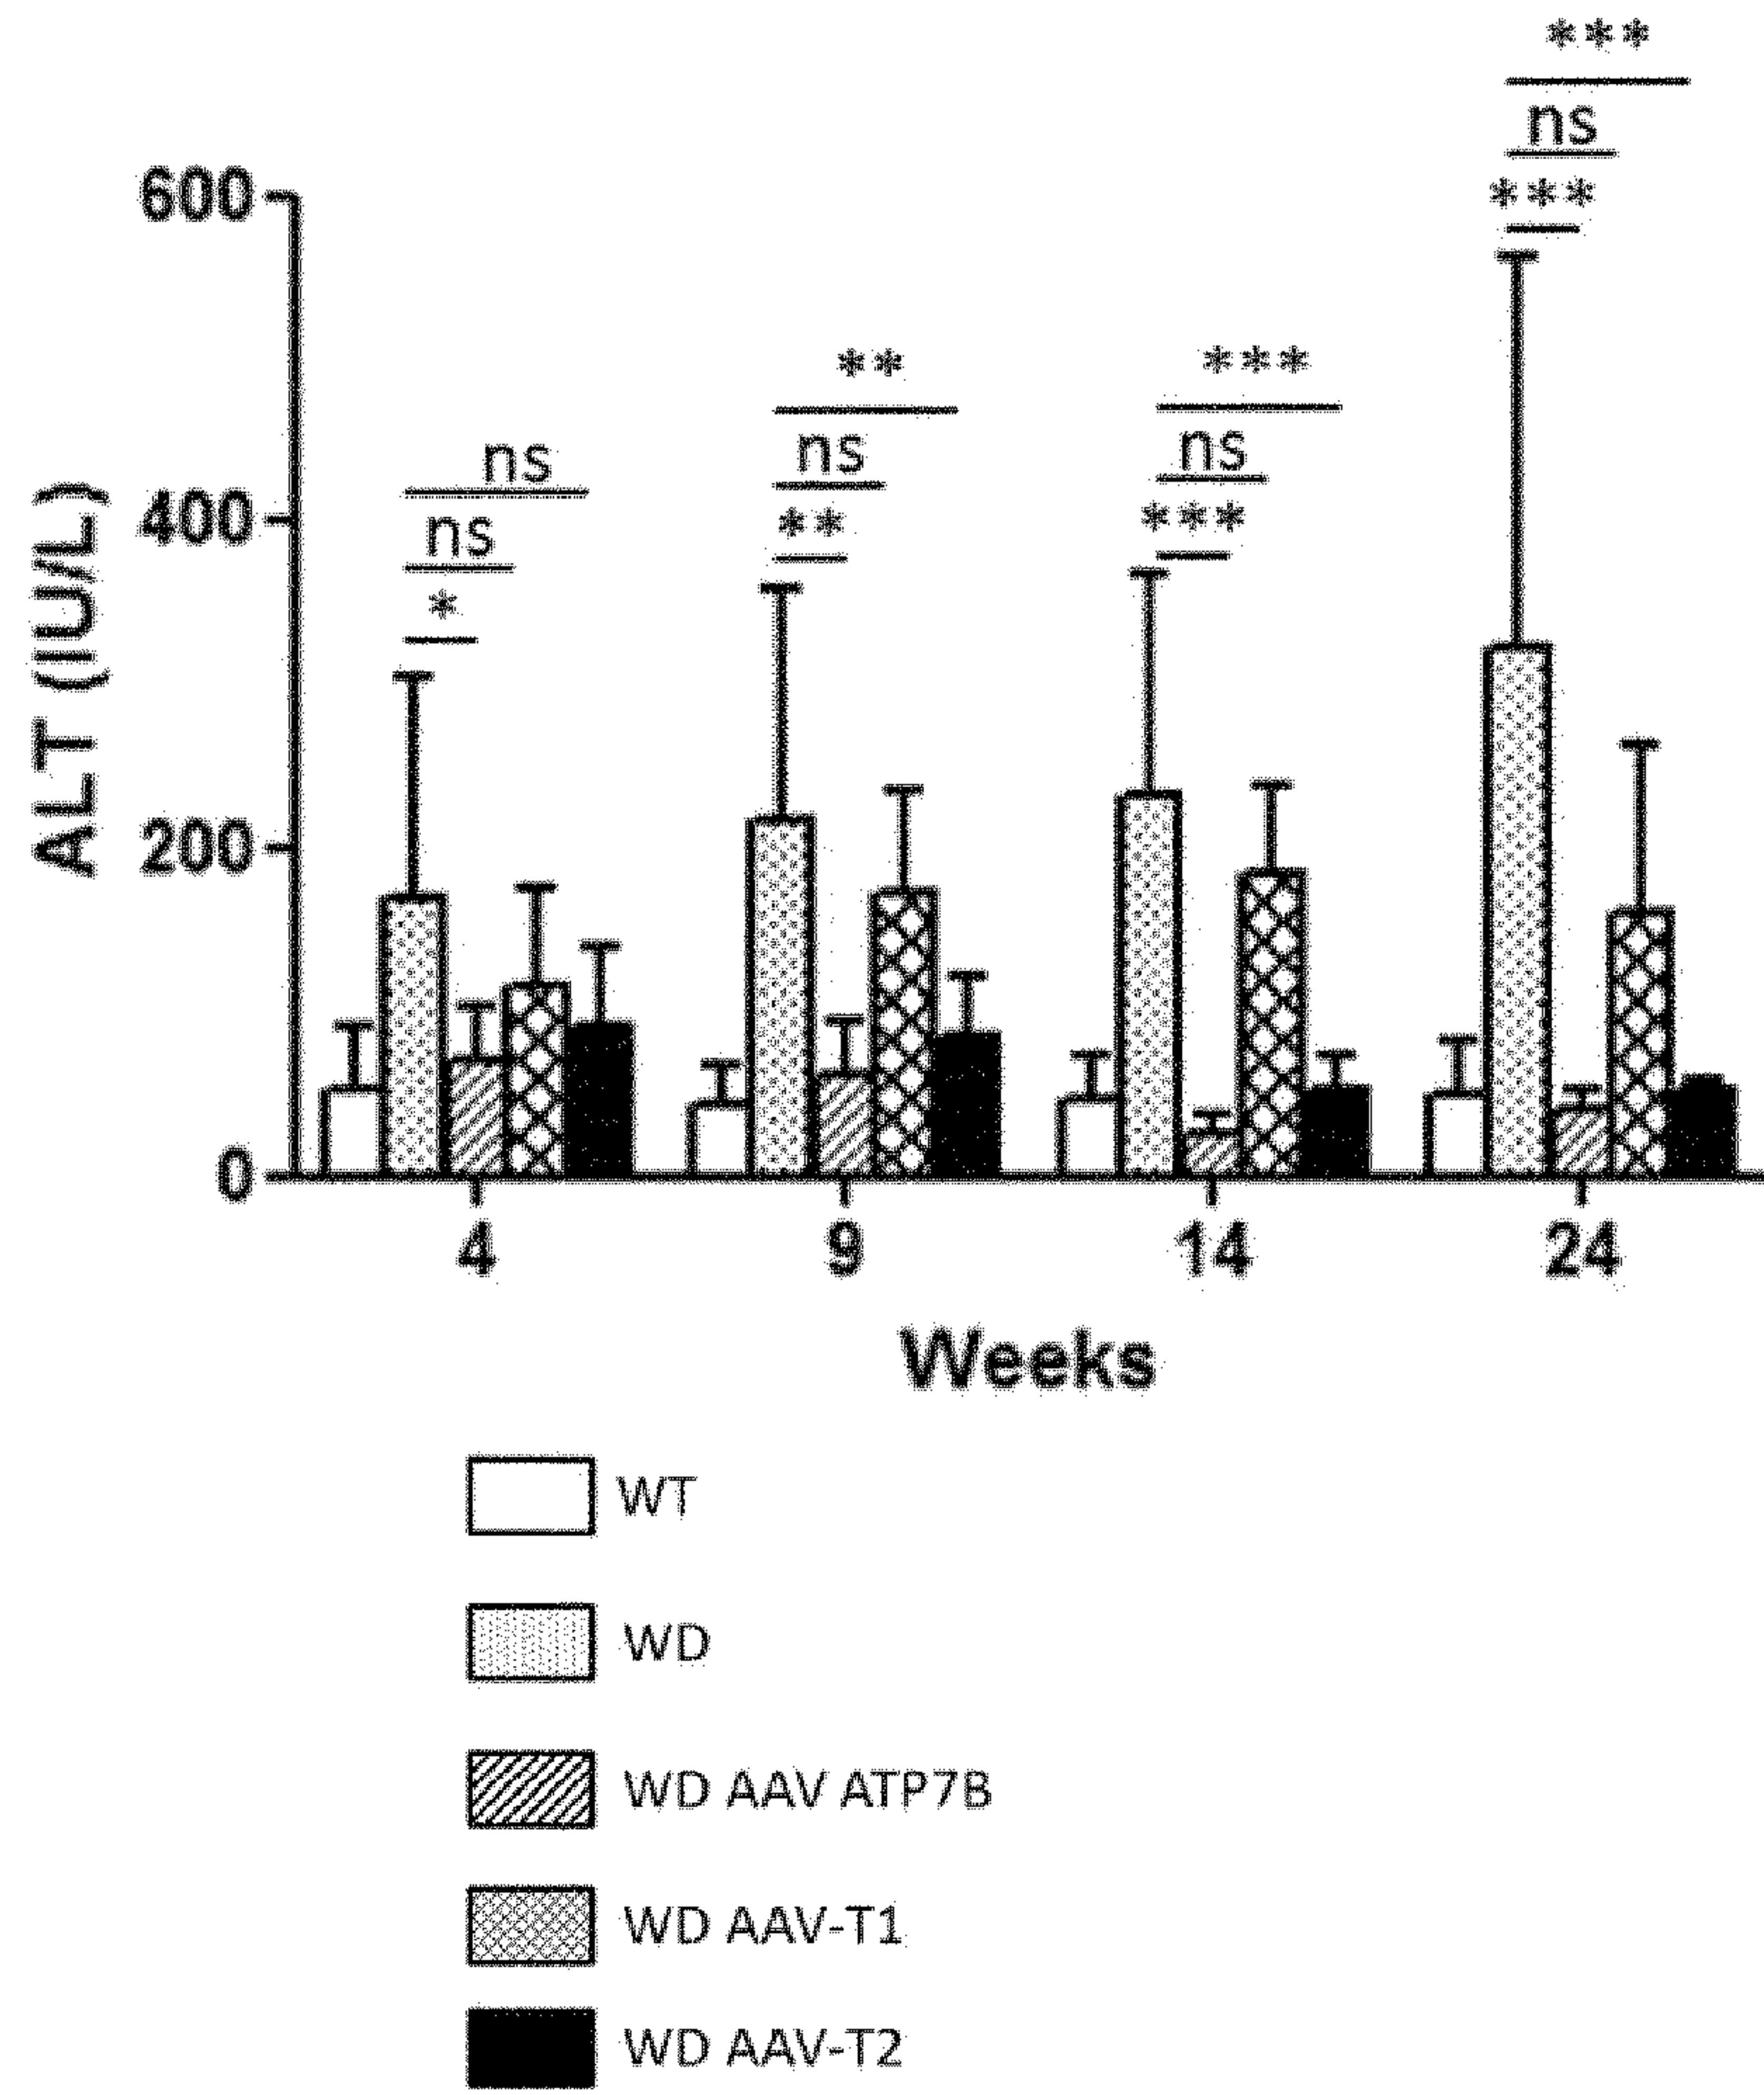 ***
ns
***
600
** ***
ns ns
** ***
ns
ns
*
ALT (IU/L)
400
200
0
4 9 14 24
Weeks
WT
WD
WD AAV ATP7B
WD AAV-T1
WD AAV-T2